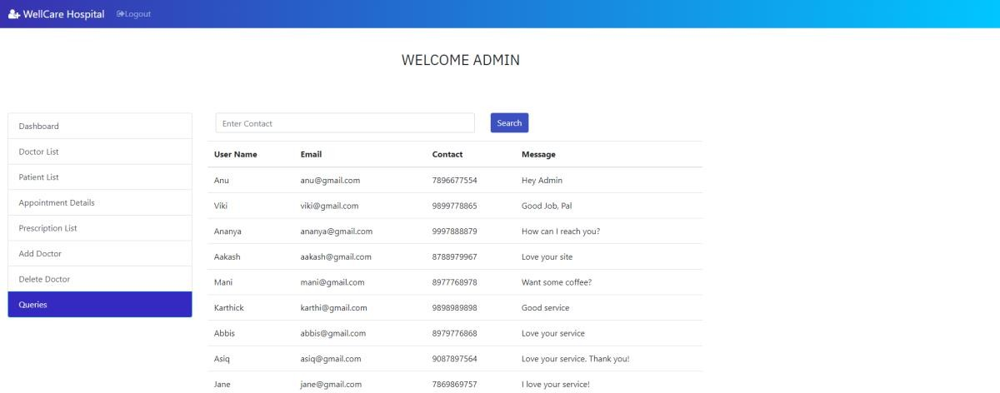 WellCare Hospital Logout
WELCOME ADMIN
Dashboard
Doctor List
Patient List
Appointment Details
Prescription List
Add Doctor
Delete Doctor
Queries
Enter Contact Search
User Name Email Contact Message
Anu anu@gmail.com 7896677554 Hey Admin
Viki viki@gmail.com 9899778865 Good Job, Pal
Ananya ananya@gmail.com 9997888879 How can I reach you?
Aakash aakash@gmail.com 8788979967 Love your site
Mani mani@gmail.com 8977768978 Want some coffee?
Karthick karthi@gmail.com 9898989898 Good service
Abbis abbis@gmail.com 8979776868 Love your service
Asiq asiq@gmail.com 9087897564 Love your service. Thank you!
Jane jane@gmail.com 7869869757 I love your service!